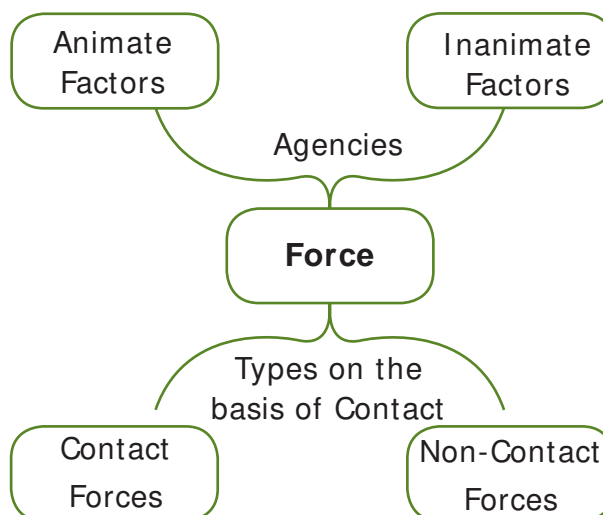 Animate
Factors
Inanimate
Factors
Agencies
Force
Types on the
basis of Contact
Contact
Forces
Non-Contact
Forces